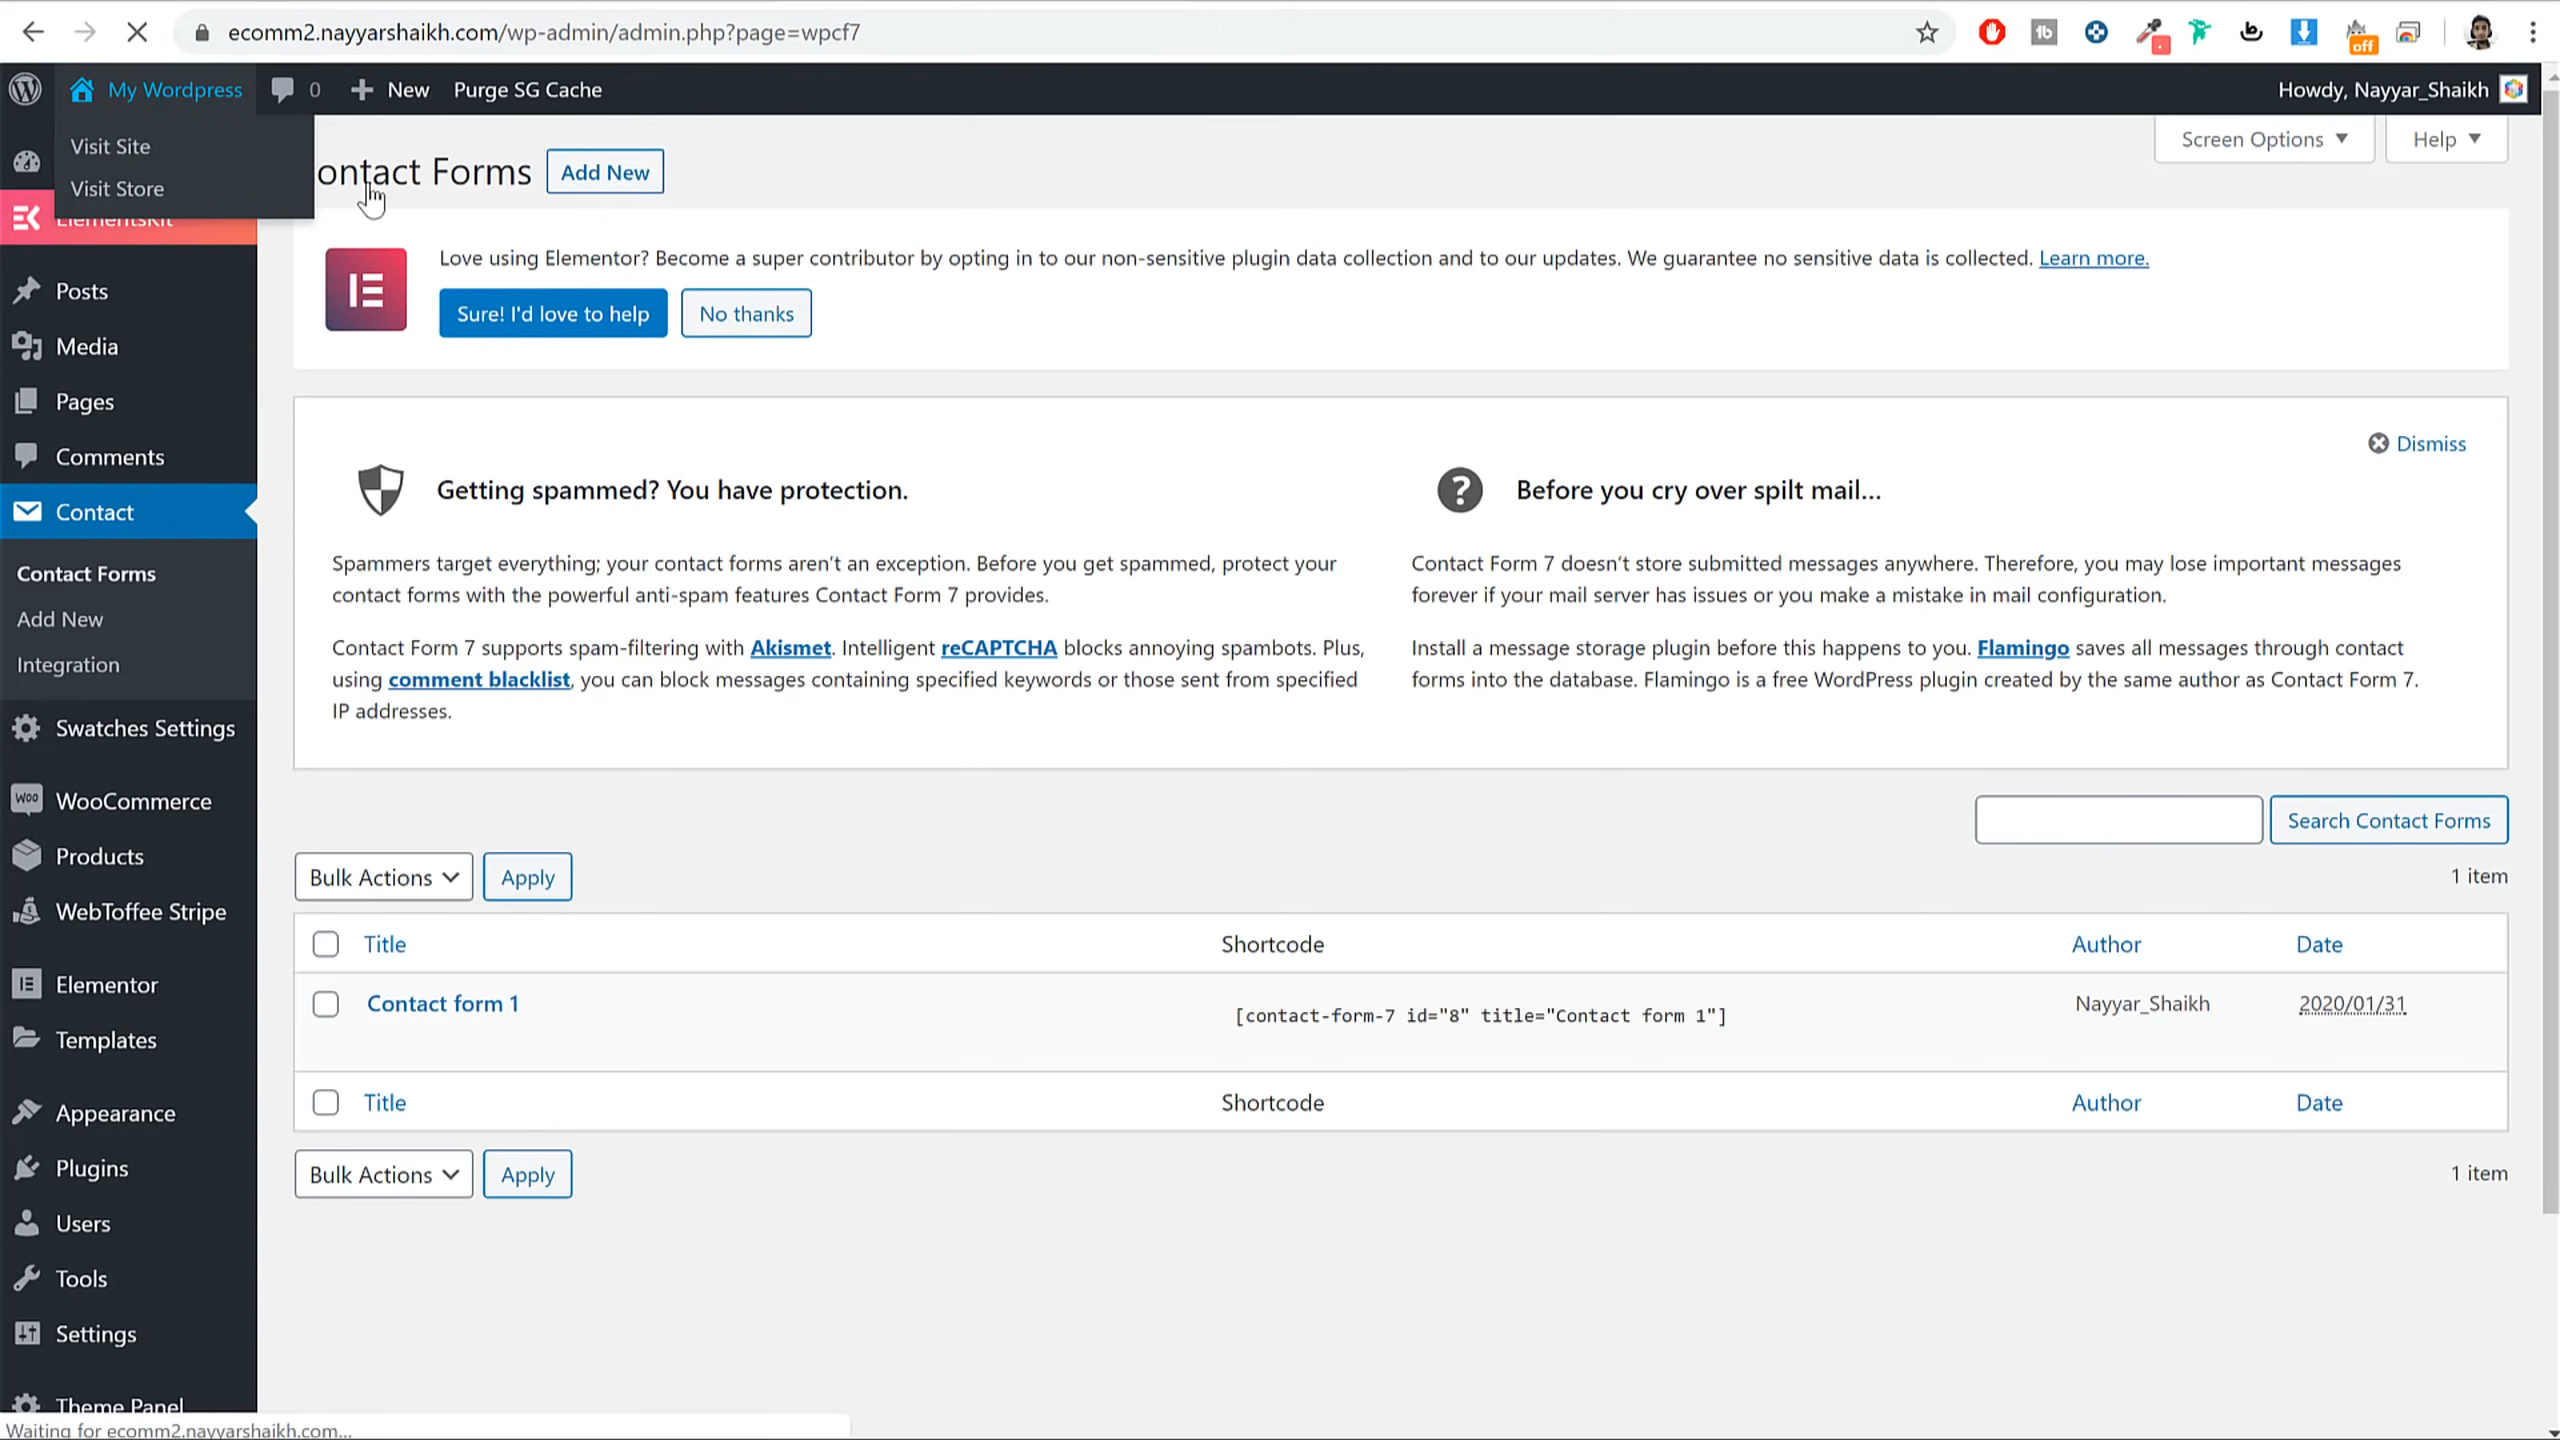 ecomm2.nayyarshaikh.com/wp-admin/admin.php?page=wpcf7
off
My Wordpress
0
New
Purge SG Cache
Howdy, Nayyar_Shaikh
Visit Site
Visit Store
Screen Options
Help
ontact Forms
Add New
ElementsKit
Love using Elementor? Become a super contributor by opting in to our non-sensitive plugin data collection and to our updates. We guarantee no sensitive data is collected. Learn more.
Sure! I'd love to help
No thanks
Posts
Media
Pages
Comments
Contact
Contact Forms
Add New
Integration
Swatches Settings
WOO
WooCommerce
Products
WebToffee Stripe
Elementor
Templates
Appearance
Plugins
Users
Tools
Settings
Theme Panel
Dismiss
Getting spammed? You have protection.
Spammers target everything; your contact forms aren't an exception. Before you get spammed, protect your
contact forms with the powerful anti-spam features Contact Form 7 provides.
Contact Form 7 supports spam-filtering with Akismet. Intelligent reCAPTCHA blocks annoying spambots. Plus,
using comment blacklist, you can block messages containing specified keywords or those sent from specified
IP addresses.
Before you cry over spilt mail…
Contact Form 7 doesn't store submitted messages anywhere. Therefore, you may lose important messages
forever if your mail server has issues or you make a mistake in mail configuration.
Install a message storage plugin before this happens to you. Flamingo saves all messages through contact
forms into the database. Flamingo is a free WordPress plugin created by the same author as Contact Form 7.
Search Contact Forms
Bulk Actions
Apply
1 item
Title
Shortcode
Author
Date
Contact form 1
[contact-form-7 id="8" title="Contact form 1"]
Nayyar_Shaikh
2020/01/31
Title
Shortcode
Author
Date
Bulk Actions
Apply
1 item
Waiting for ecomm2.nayyarshaikh.com...